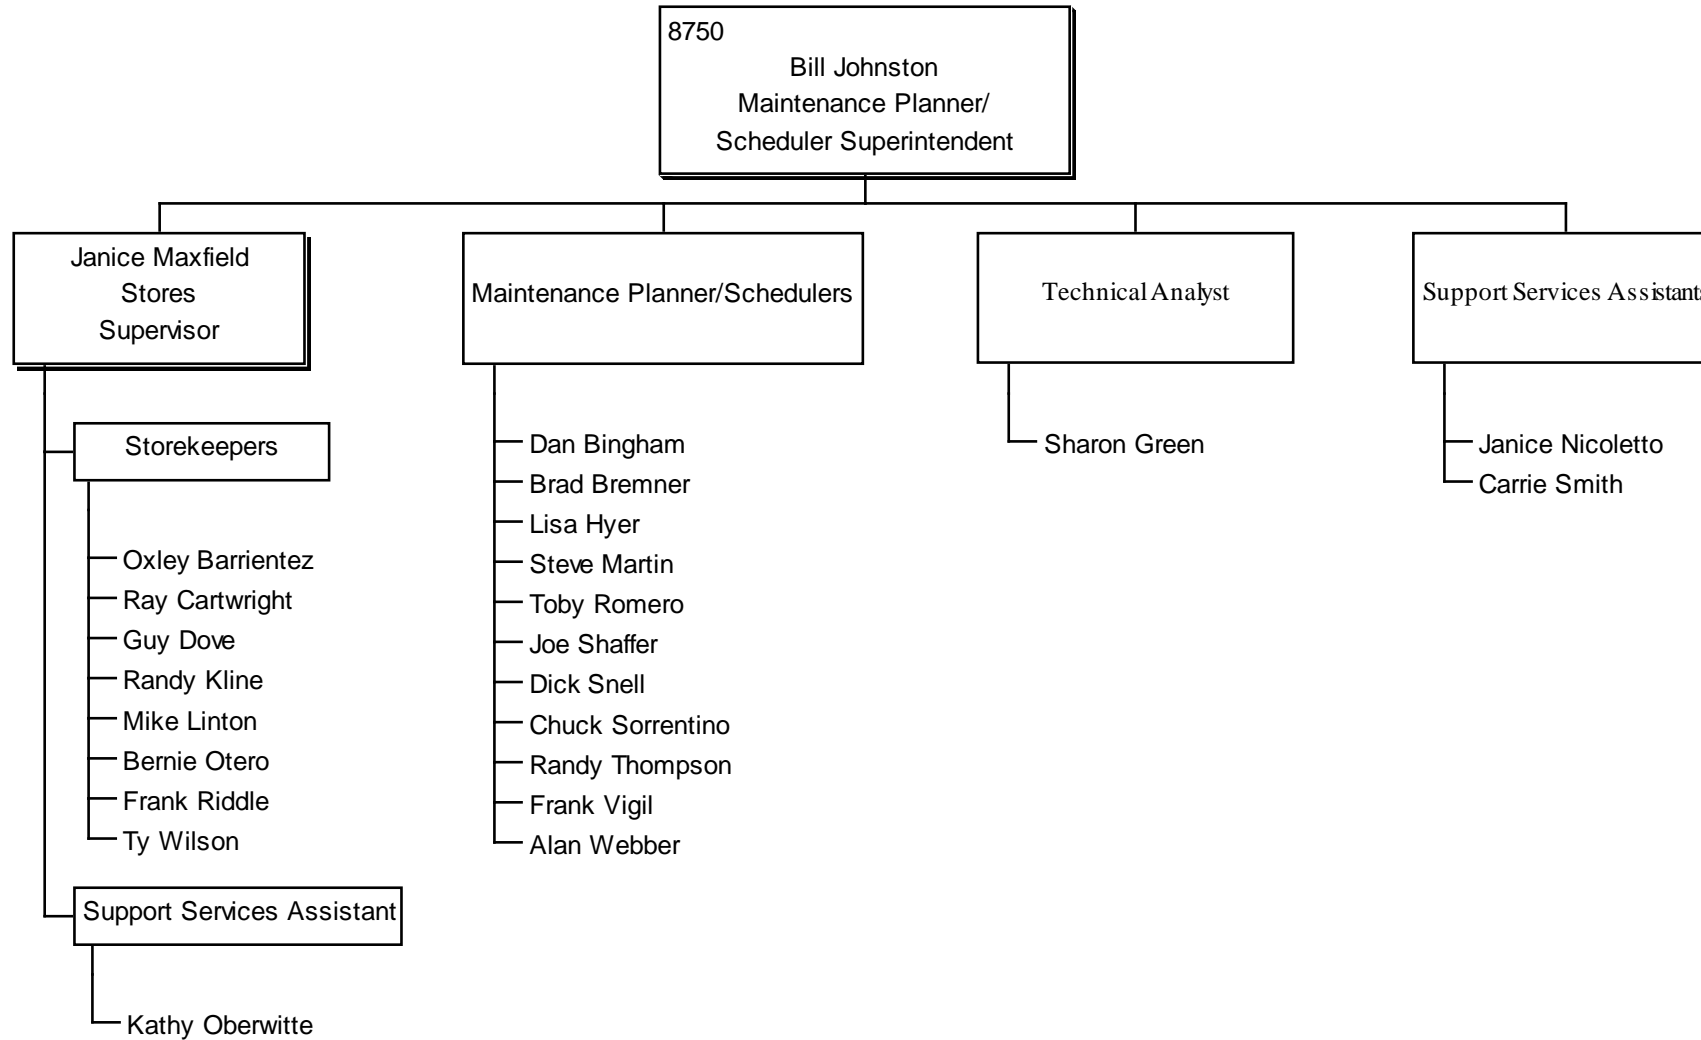 8750
Bill Johnston
Maintenance Planner/
Scheduler Superintendent
Janice Maxfield
Stores
Supervisor
Maintenance Planner/Schedulers
Technical Analyst
Support Services Assistants
Storekeepers
Oxley Barrientez
Ray Cartwright
Guy Dove
Randy Kline
Mike Linton
Bernie Otero
Frank Riddle
Ty Wilson
Support Services Assistant
Kathy Oberwitte
Dan Bingham
Brad Bremner
Lisa Hyer
Steve Martin
Toby Romero
Joe Shaffer
Dick Snell
Chuck Sorrentino
Randy Thompson
Frank Vigil
Alan Webber
Sharon Green
Janice Nicoletto
Carrie Smith